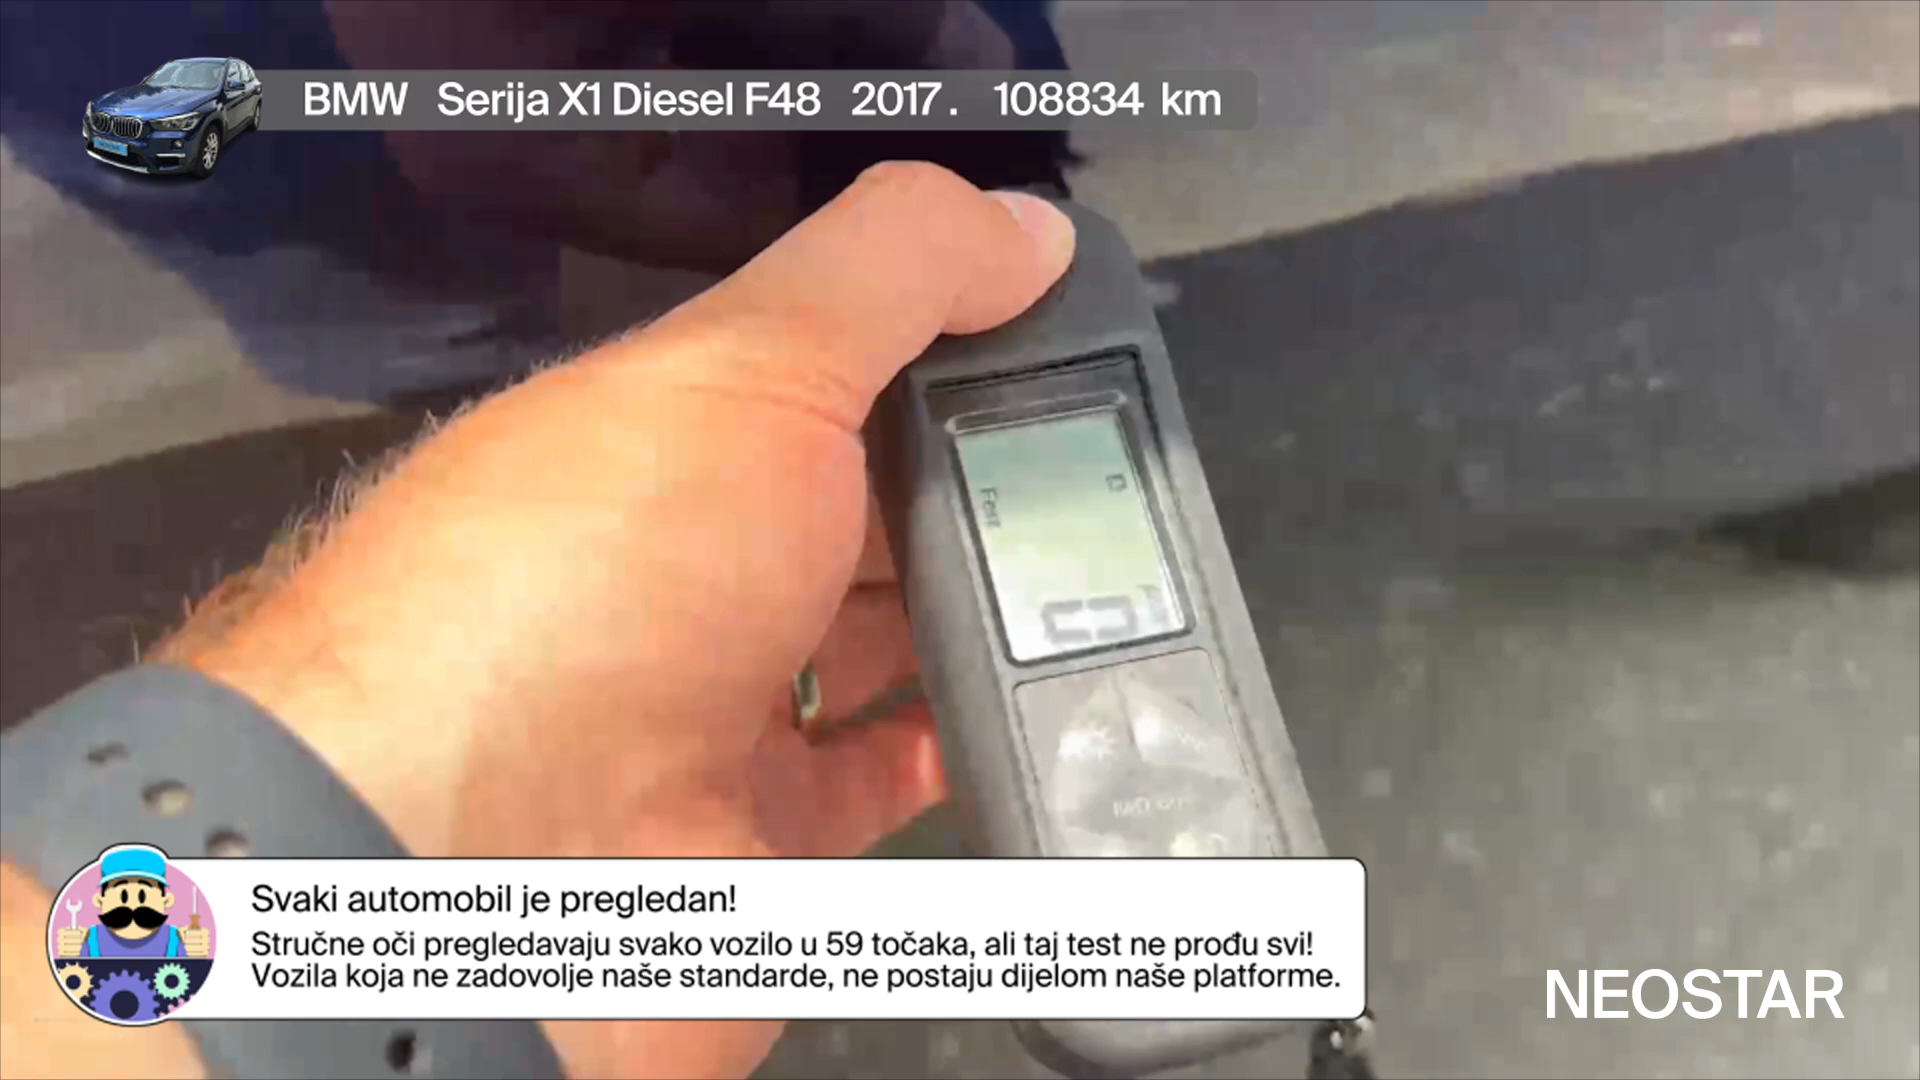 BMW Serija X1 Diesel F48 2017. 108834 km
Svaki automobil je pregledan!
Stručne oči pregledavaju svako vozilo u 59 točaka, ali taj test ne prođu svi!
Vozila koja ne zadovolje naše standarde, ne postaju dijelom naše platforme.
NEOSTAR